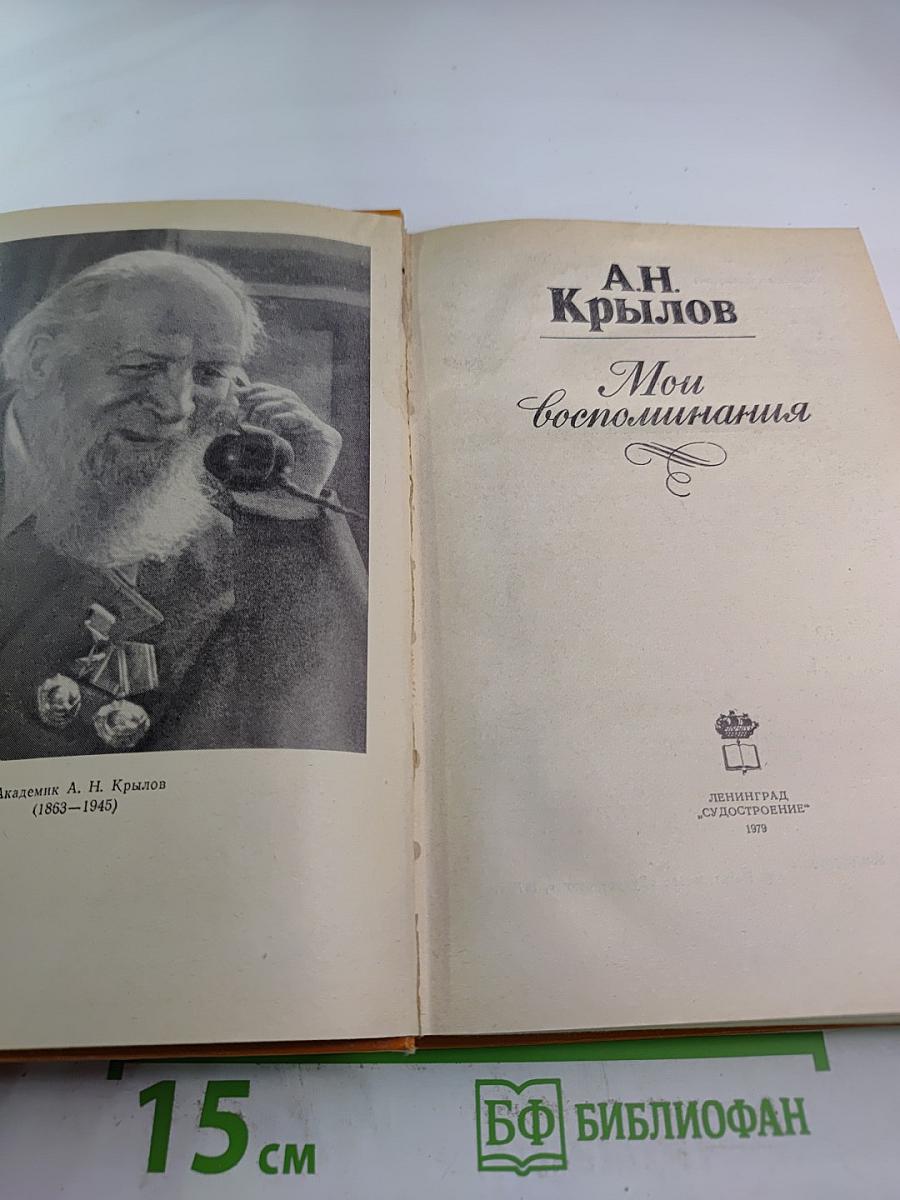 Академик А. Н. Крылов
(1863—1945)
А.Н.
Крылов
Мои
воспоминания
ЛЕНИНГРАД
„СУДОСТРОЕНИЕ“
1979
15 см
БФ БИБЛИОФАН